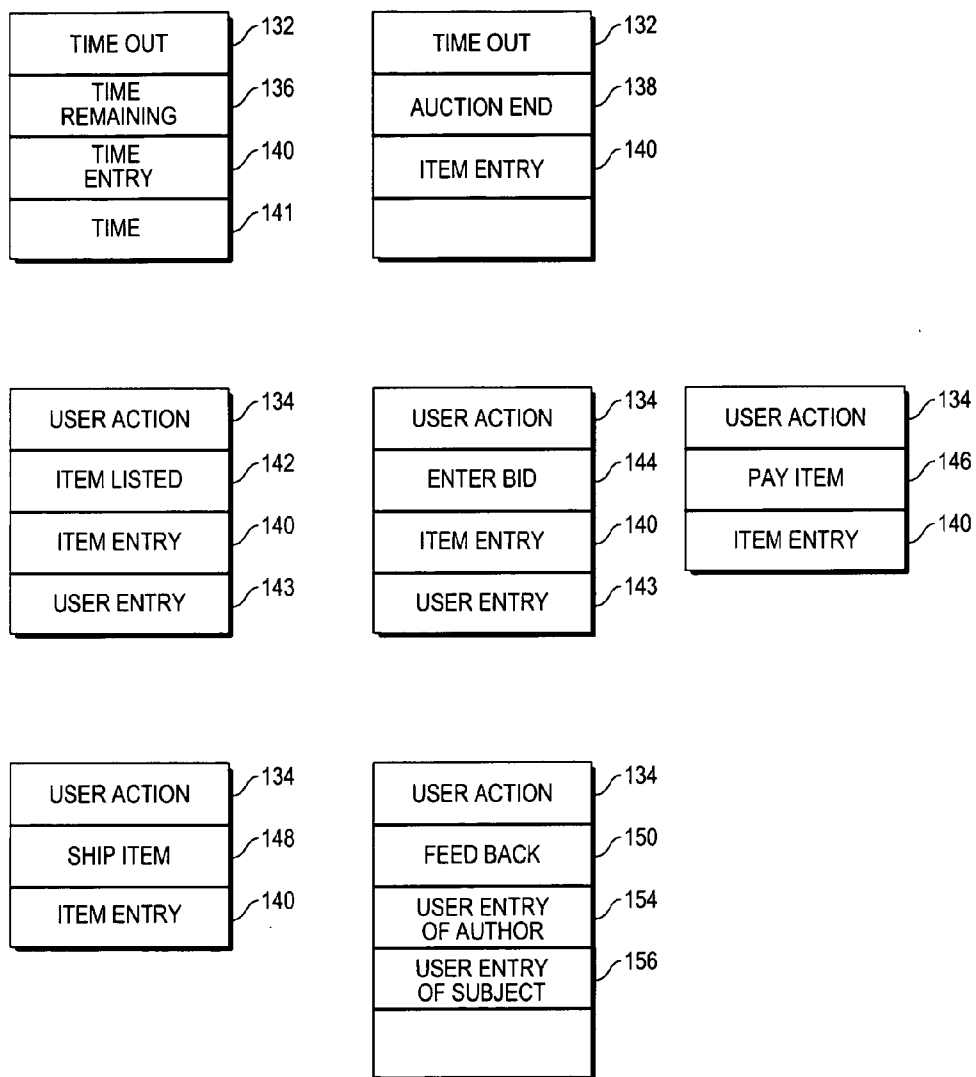 TIME OUT 132
TIME
REMAINING 136
TIME
ENTRY 140
TIME 141
TIME OUT 132
AUCTION END 138
ITEM ENTRY 140
USER ACTION 134
ITEM LISTED 142
ITEM ENTRY 140
USER ENTRY 143
USER ACTION 134
ENTER BID 144
ITEM ENTRY 140
USER ENTRY 143
USER ACTION 134
PAY ITEM 146
ITEM ENTRY 140
USER ACTION 134
SHIP ITEM 148
ITEM ENTRY 140
USER ACTION 134
FEED BACK 150
USER ENTRY
OF AUTHOR 154
USER ENTRY
OF SUBJECT 156